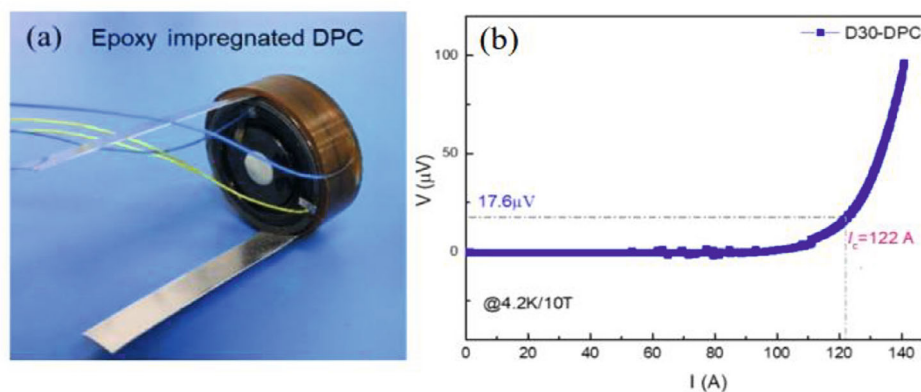 (a) Epoxy impregnated DPC
(b)
D30-DPC
100
50
0
V (μV)
17.6μV
Ic=122 A
@4.2K/10T
0 20 40 60 80 100 120 140
I (A)